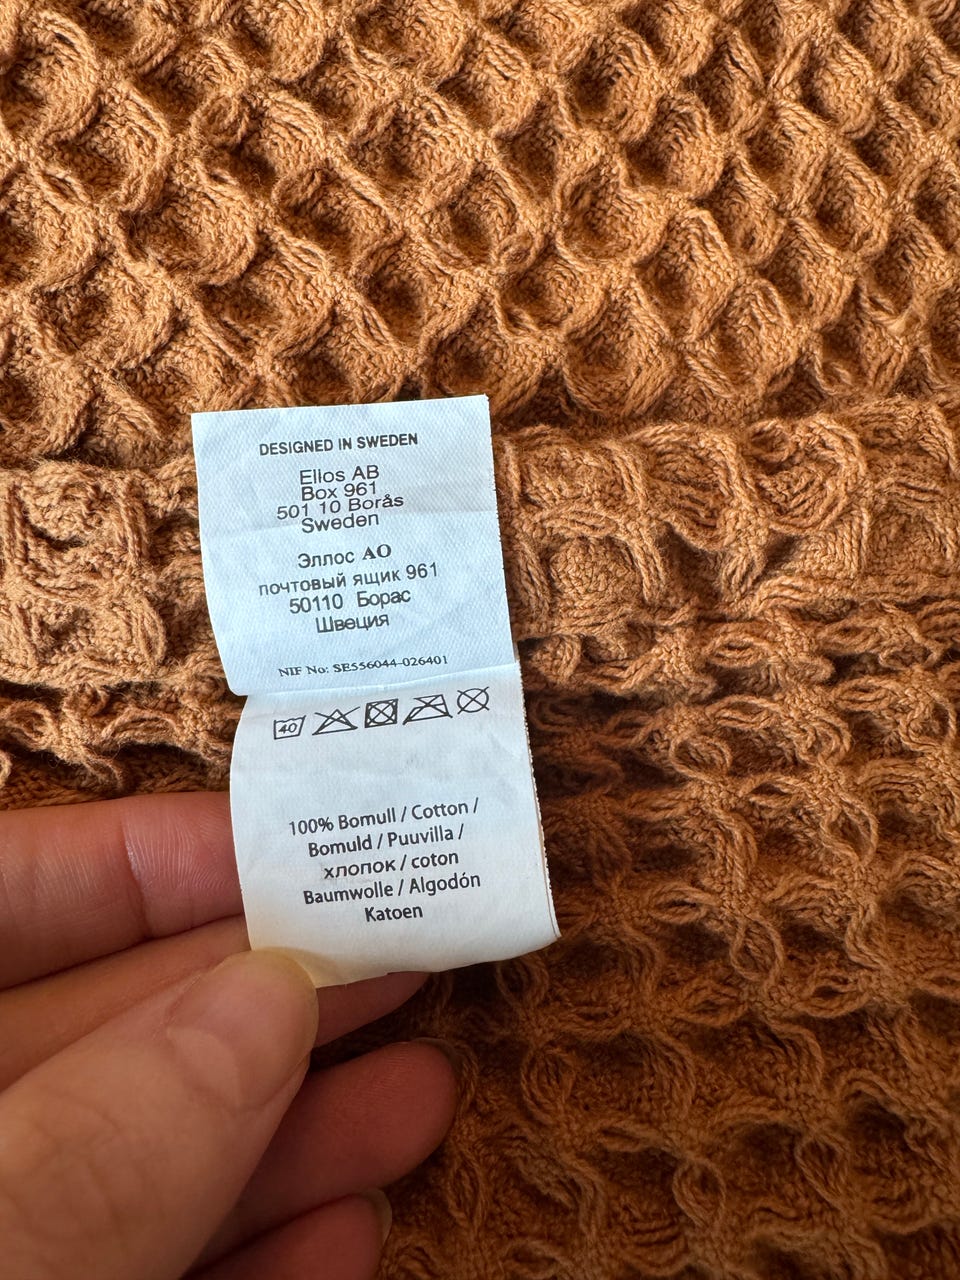 DESIGNED IN SWEDEN
Ellos AB
Box 961
501 10 Borås
Sweden
Эллос АО
почтовый ящик 961
50110 Борас
Швеция
NIF No: SE556044-026401
40
100% Bomull / Cotton /
Bomuld / Puuvilla /
хлопок / coton
Baumwolle / Algodón
Katoen